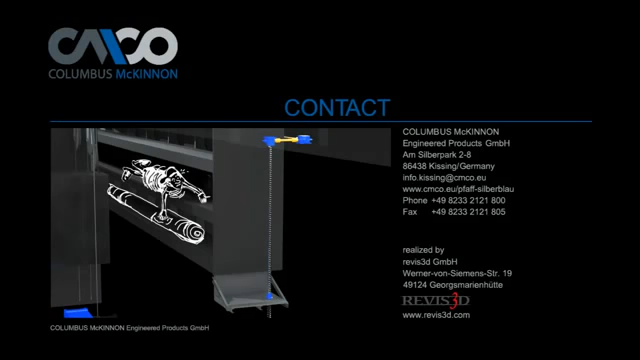 CMCO
COLUMBUS McKINNON
CONTACT
COLUMBUS McKINNON
Engineered Products GmbH
Am Silberpark 2-8
86438 Kissing/Germany
info.kissing@cmco.eu
www.cmco.eu/pfaff-silberblau
Phone +49 8233 2121 800
Fax +49 8233 2121 805
realized by
revis3d GmbH
Werner-von-Siemens-Str. 19
49124 Georgsmarienhütte
REVIS3D
www.revis3d.com
COLUMBUS McKINNON Engineered Products GmbH